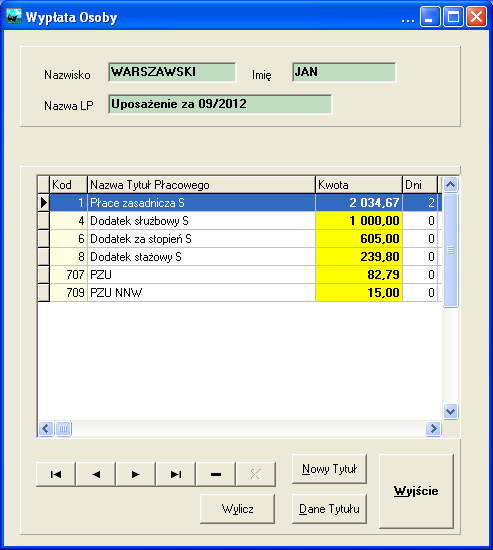 Wypłata Osoby ...
Nazwisko WARSZAWSKI Imię JAN
Nazwa LP Uposażenie za 09/2012
Kod Nazwa Tytuł Płacowego Kwota Dni
1 Płace zasadnicza S 2 034,67 2
4 Dodatek służbowy S 1 000,00 0
6 Dodatek za stopień S 605,00 0
8 Dodatek stażowy S 239,80 0
707 PZU 82,79 0
709 PZU NNW 15,00 0
Nowy Tytuł
Wyjście
Wylicz Dane Tytułu